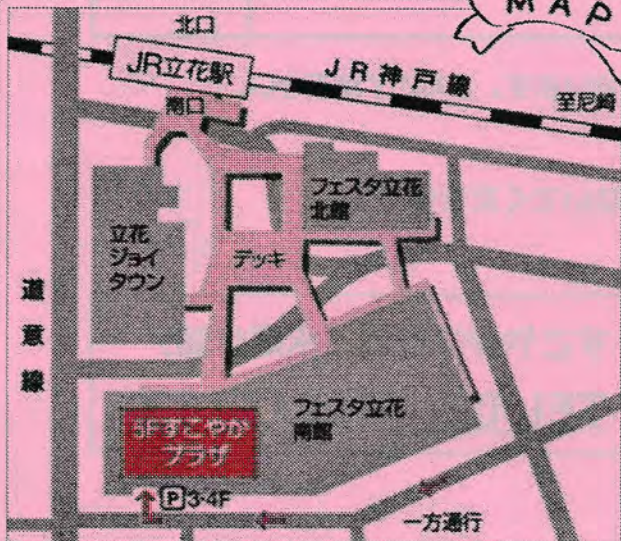 MAP
北口
JR立花駅
JR神戸線
至尼崎
南口
フェスタ立花
北館
立花
ジョイ
タウン
デッキ
道意線
フェスタ立花
南館
5Fすこやか
プラザ
P3・4F
一方通行